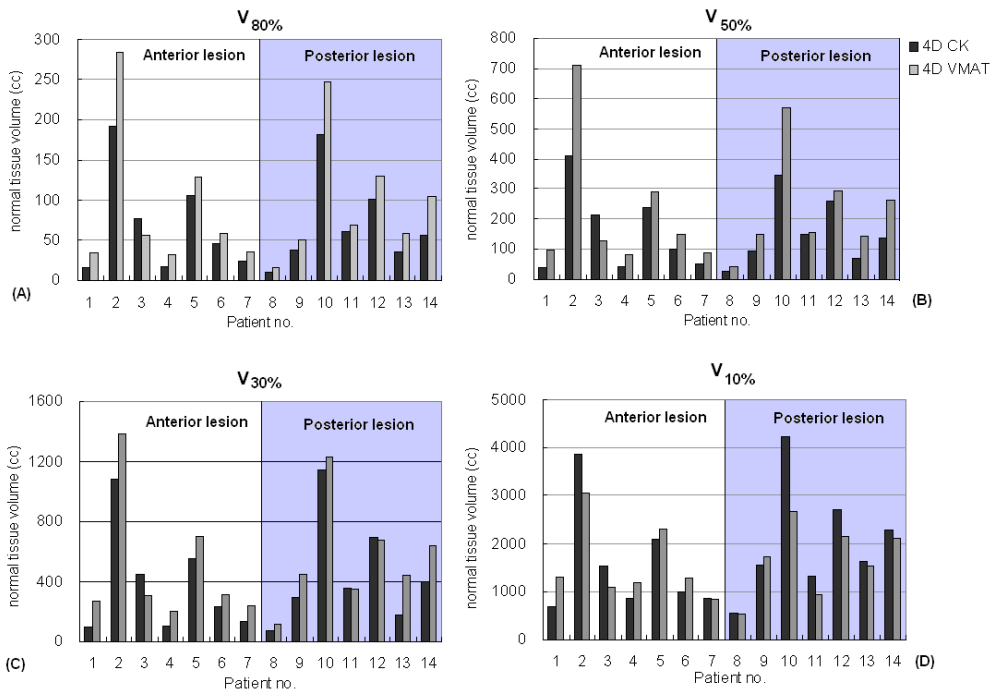 V80%
300
250
200
150
100
50
0
normal tissue volume (cc)
Anterior lesion
Posterior lesion
1 2 3 4 5 6 7 8 9 10 11 12 13 14
Patient no.
(A)
V50%
800
700
600
500
400
300
200
100
0
normal tissue volume (cc)
Anterior lesion
Posterior lesion
1 2 3 4 5 6 7 8 9 10 11 12 13 14
Patient no.
(B)
4D CK
4D VMAT
V30%
1600
1200
800
400
0
normal tissue volume (cc)
Anterior lesion
Posterior lesion
1 2 3 4 5 6 7 8 9 10 11 12 13 14
Patient no.
(C)
V10%
5000
4000
3000
2000
1000
0
normal tissue volume (cc)
Anterior lesion
Posterior lesion
1 2 3 4 5 6 7 8 9 10 11 12 13 14
Patient no.
(D)